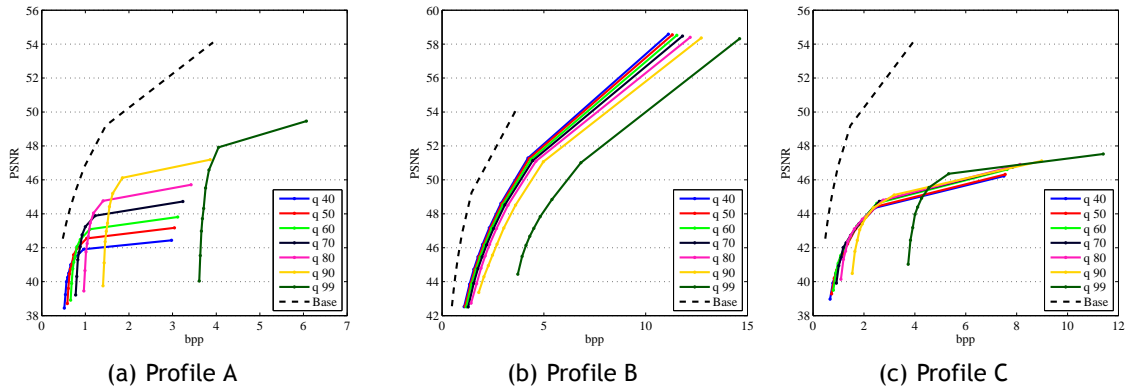 56
54
52
50
48
46
44
42
40
38
PSNR
0 1 2 3 4 5 6 7
bpp
q 40
q 50
q 60
q 70
q 80
q 90
q 99
Base
(a) Profile A
60
58
56
54
52
50
48
46
44
42
PSNR
0 5 10 15
bpp
q 40
q 50
q 60
q 70
q 80
q 90
q 99
Base
(b) Profile B
56
54
52
50
48
46
44
42
40
38
PSNR
0 2 4 6 8 10 12
bpp
q 40
q 50
q 60
q 70
q 80
q 90
q 99
Base
(c) Profile C